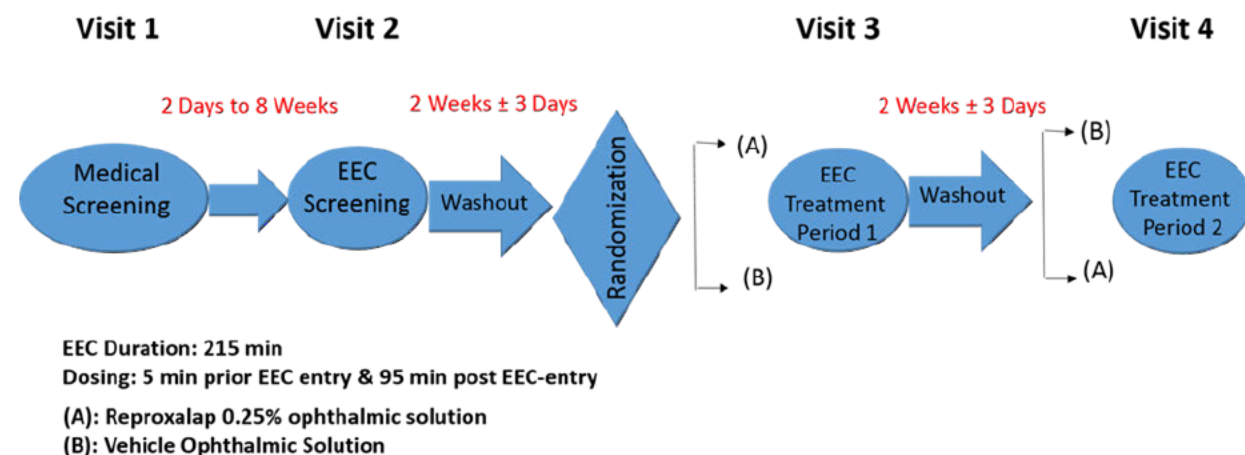 Visit 1
Visit 2
Visit 3
Visit 4
2 Days to 8 Weeks
2 Weeks ± 3 Days
2 Weeks ± 3 Days
Medical
Screening
EEC
Screening
Washout
Randomization
(A)
(B)
EEC
Treatment
Period 1
Washout
(B)
(A)
EEC
Treatment
Period 2
EEC Duration: 215 min
Dosing: 5 min prior EEC entry & 95 min post EEC-entry
(A): Reproxalap 0.25% ophthalmic solution
(B): Vehicle Ophthalmic Solution